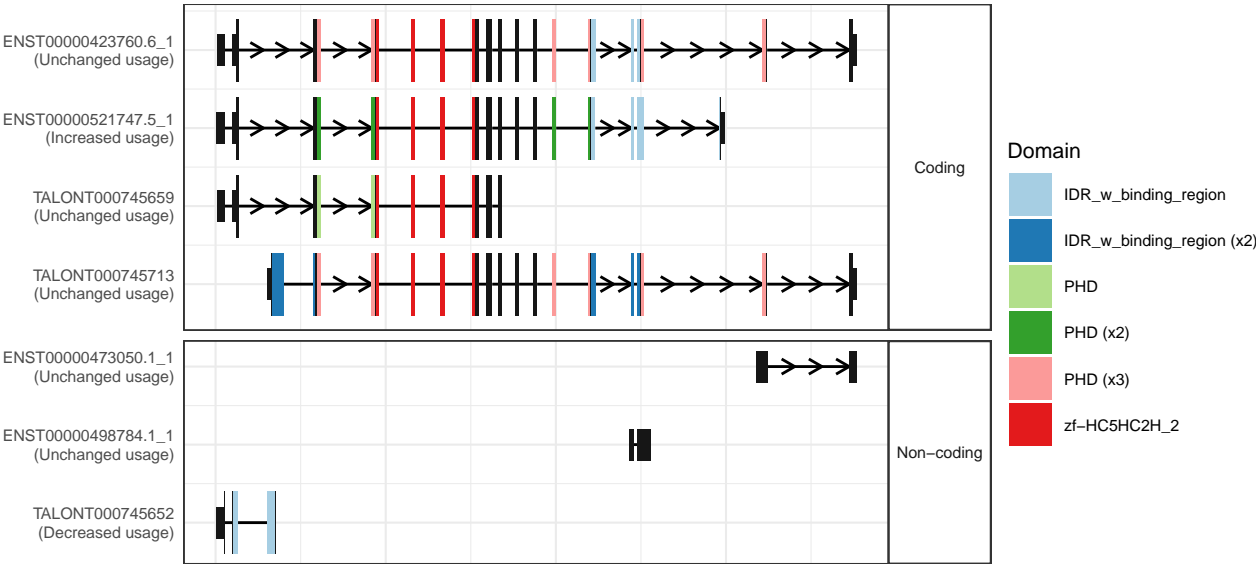 ENST00000423760.6_1
(Unchanged usage)
ENST00000521747.5_1
(Increased usage)
TALONT000745659
(Unchanged usage)
TALONT000745713
(Unchanged usage)
Coding
ENST00000473050.1_1
(Unchanged usage)
ENST00000498784.1_1
(Unchanged usage)
TALONT000745652
(Decreased usage)
Non−coding
Domain
IDR_w_binding_region
IDR_w_binding_region (x2)
PHD
PHD (x2)
PHD (x3)
zf−HC5HC2H_2